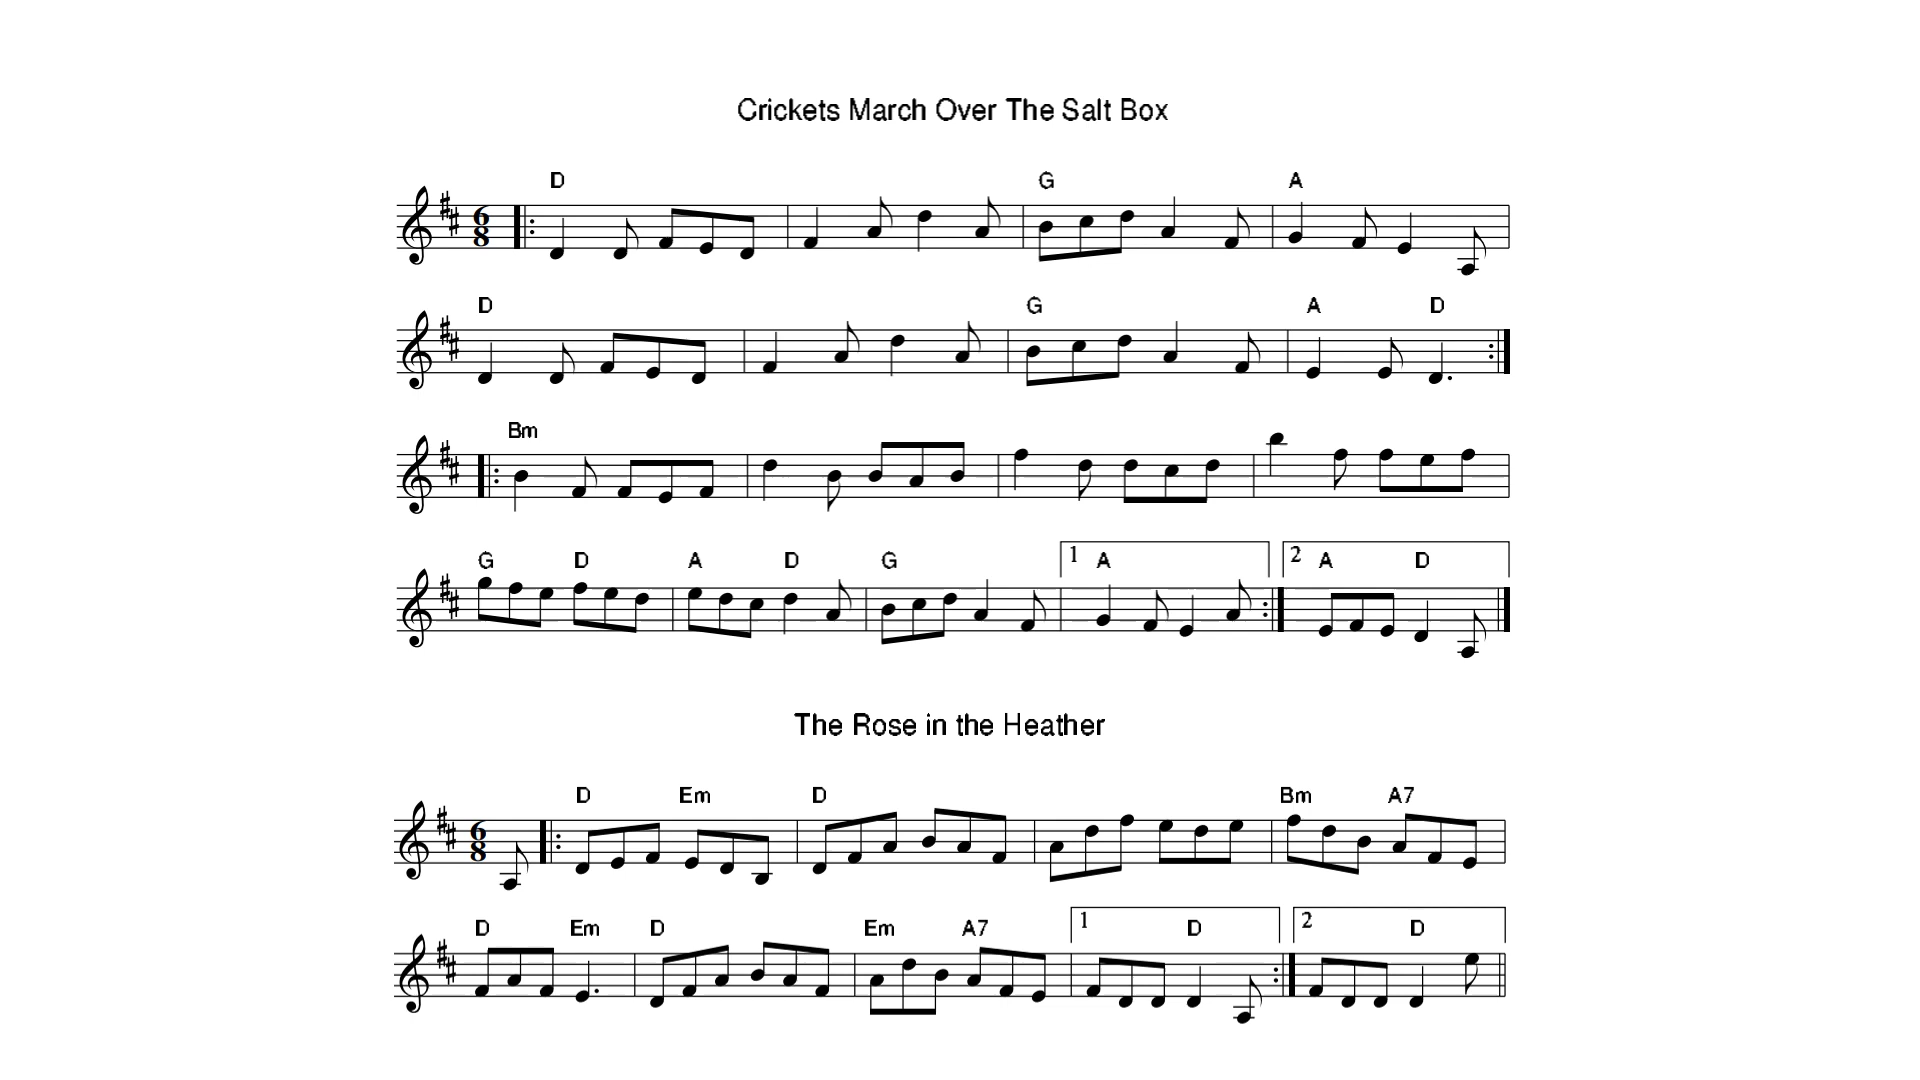 Crickets March Over The Salt Box
D G A
6
8
D G A D
Bm
G D A D G 1 A 2 A D
The Rose in the Heather
D Em D Bm A7
6
8
D Em D Em A7 1 D 2 D